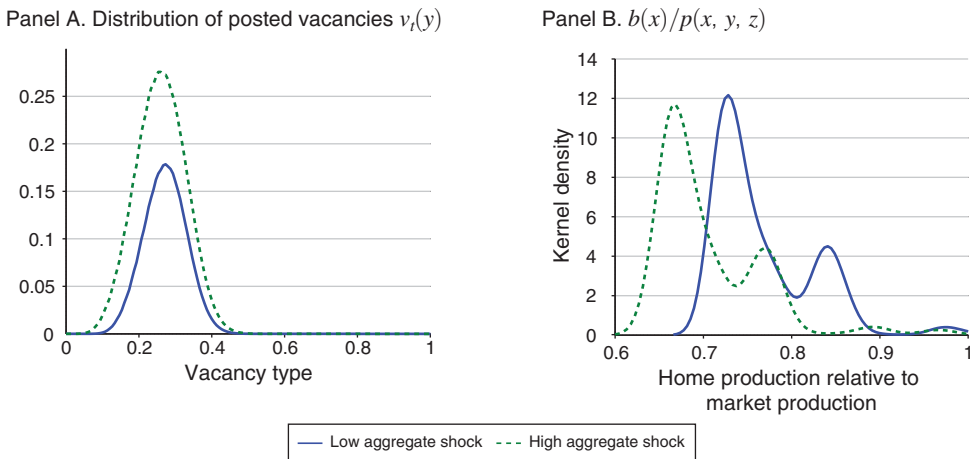 Panel A. Distribution of posted vacancies v_t(y)
0.25
0.2
0.15
0.1
0.05
0
0 0.2 0.4 0.6 0.8 1
Vacancy type
Panel B. b(x)/p(x, y, z)
14
12
10
8
6
4
2
0
Kernel density
0.6 0.7 0.8 0.9 1
Home production relative to
market production
Low aggregate shock High aggregate shock